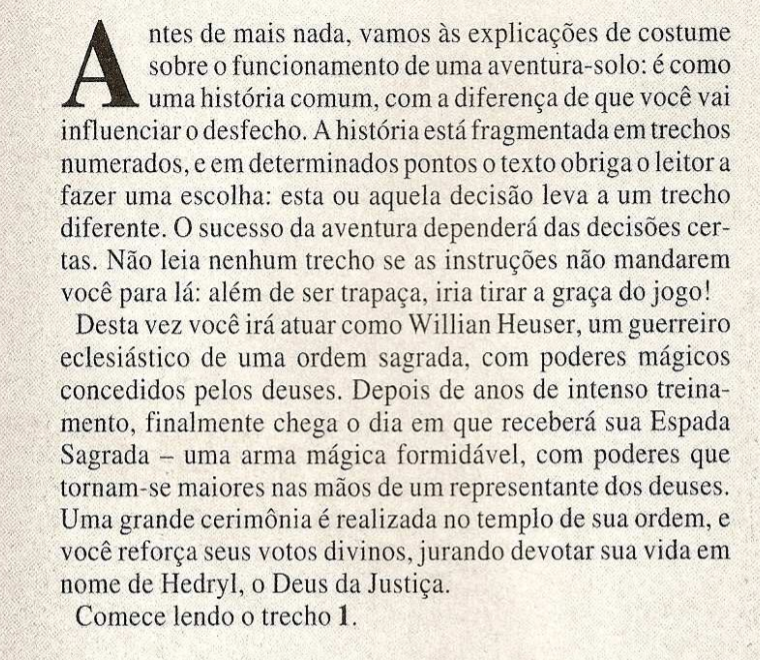 Antes de mais nada, vamos às explicações de costume
sobre o funcionamento de uma aventura-solo: é como
uma história comum, com a diferença de que você vai
influenciar o desfecho. A história está fragmentada em trechos
numerados, e em determinados pontos o texto obriga o leitor a
fazer uma escolha: esta ou aquela decisão leva a um trecho
diferente. O sucesso da aventura dependerá das decisões cer-
tas. Não leia nenhum trecho se as instruções não mandarem
você para lá: além de ser trapaça, iria tirar a graça do jogo!
Desta vez você irá atuar como Willian Heuser, um guerreiro
eclesiástico de uma ordem sagrada, com poderes mágicos
concedidos pelos deuses. Depois de anos de intenso treina-
mento, finalmente chega o dia em que receberá sua Espada
Sagrada – uma arma mágica formidável, com poderes que
tornam-se maiores nas mãos de um representante dos deuses.
Uma grande cerimônia é realizada no templo de sua ordem, e
você reforça seus votos divinos, jurando devotar sua vida em
nome de Hedryl, o Deus da Justiça.
Comece lendo o trecho 1.